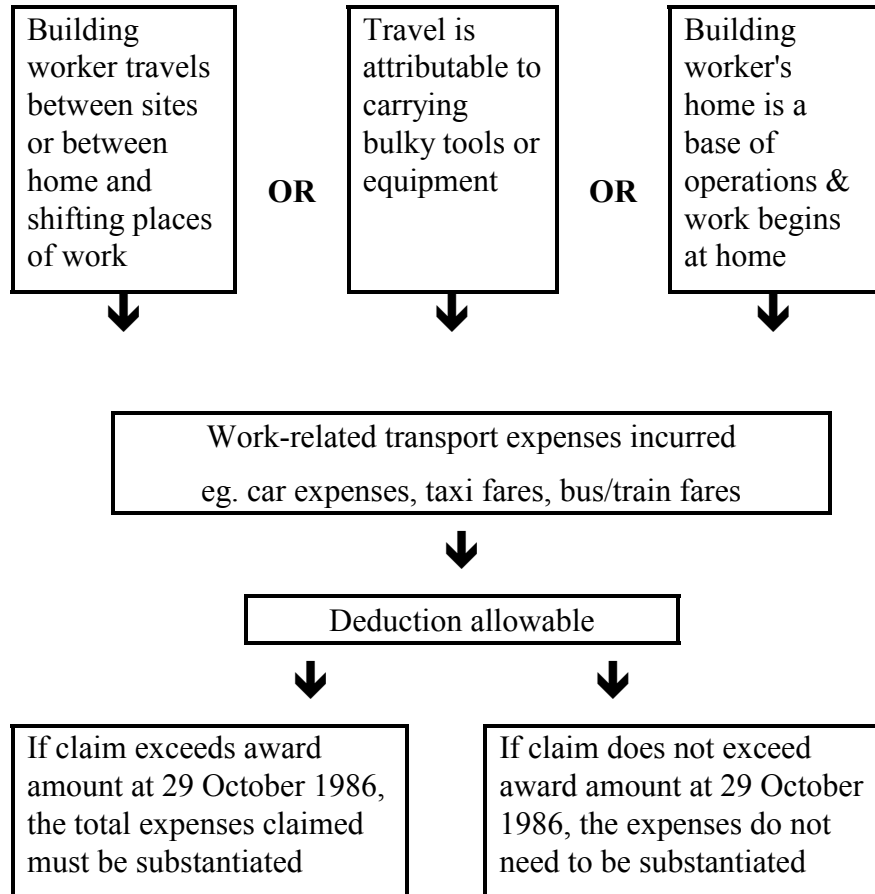 Building
worker travels
between sites
or between
home and
shifting places
of work
OR
Travel is
attributable to
carrying
bulky tools or
equipment
OR
Building
worker's
home is a
base of
operations &
work begins
at home
Work-related transport expenses incurred
eg. car expenses, taxi fares, bus/train fares
Deduction allowable
If claim exceeds award
amount at 29 October 1986,
the total expenses claimed
must be substantiated
If claim does not exceed
award amount at 29 October
1986, the expenses do not
need to be substantiated